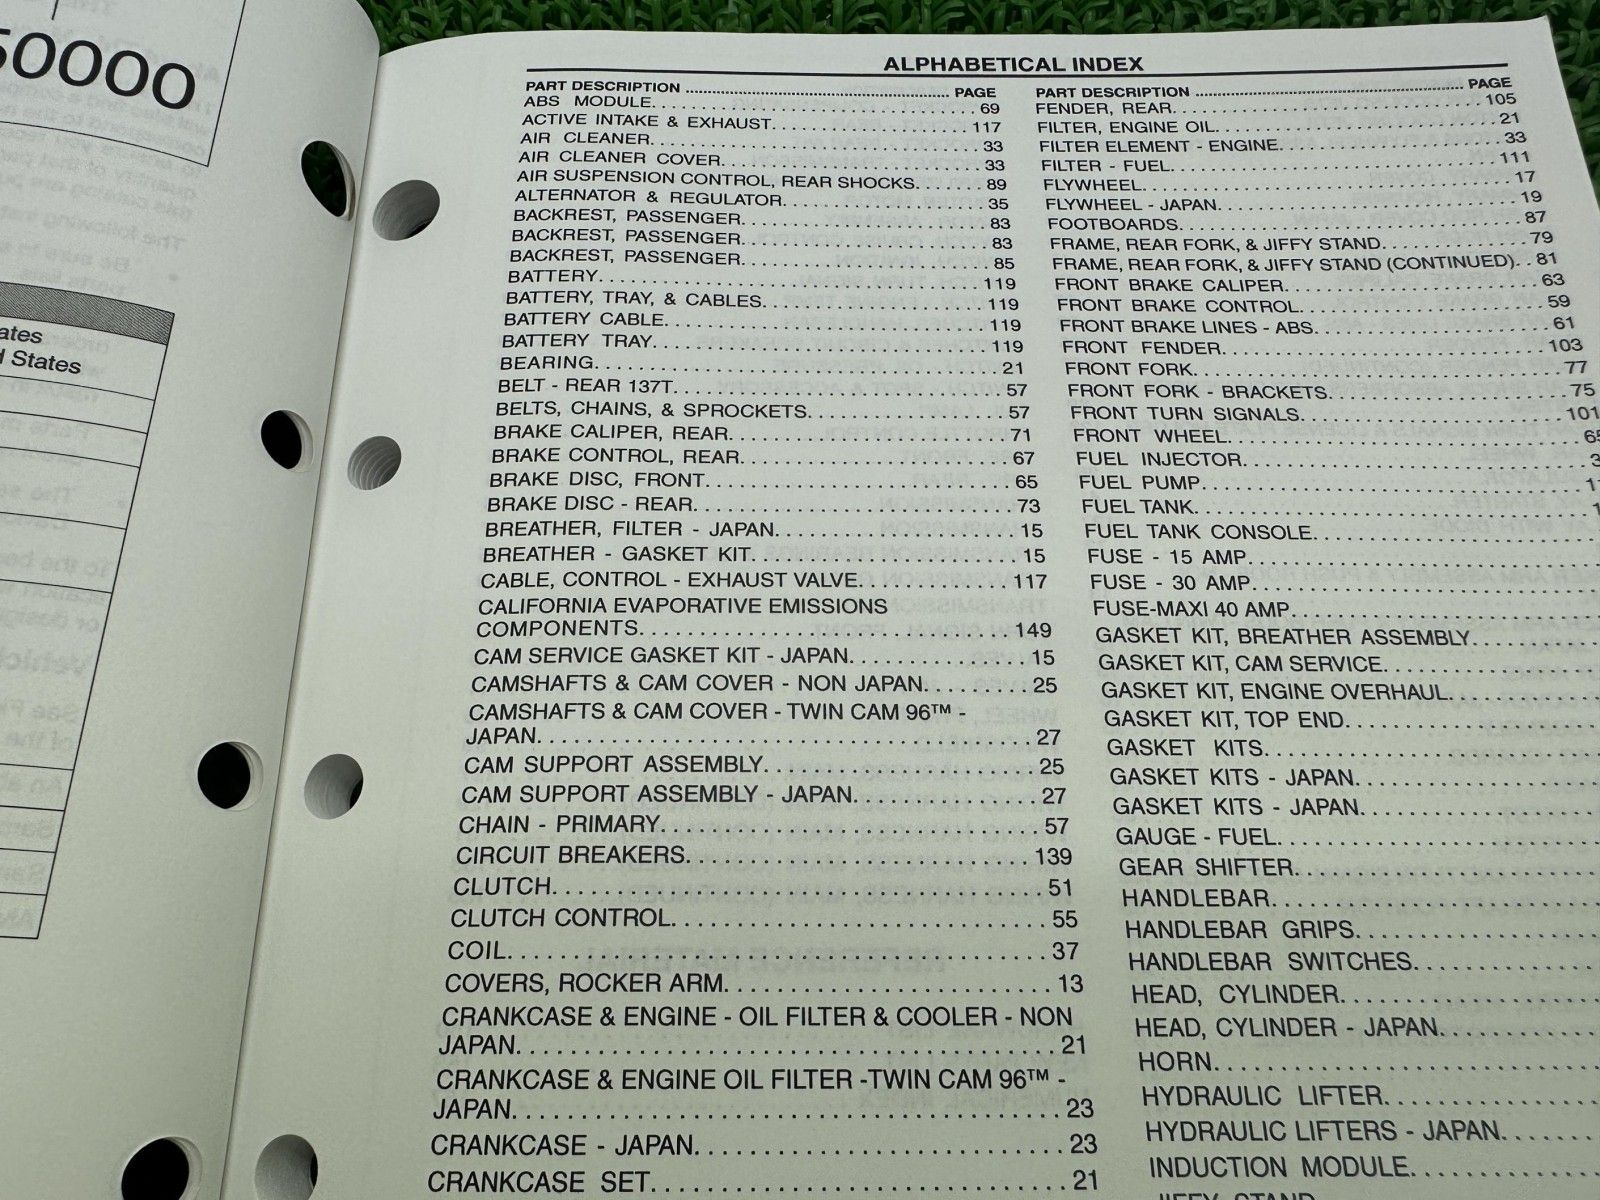 50000
ates
d States
ALPHABETICAL INDEX
PART DESCRIPTION ................ PAGE
ABS MODULE................ 69
ACTIVE INTAKE & EXHAUST................ 117
AIR CLEANER................ 33
AIR CLEANER COVER................ 33
AIR SUSPENSION CONTROL, REAR SHOCKS....... 89
ALTERNATOR & REGULATOR................ 35
BACKREST, PASSENGER................ 83
BACKREST, PASSENGER................ 83
BACKREST, PASSENGER................ 85
BATTERY................ 119
BATTERY, TRAY, & CABLES................ 119
BATTERY CABLE................ 119
BATTERY TRAY................ 119
BEARING................ 21
BELT - REAR 137T................ 57
BELTS, CHAINS, & SPROCKETS................ 57
BRAKE CALIPER, REAR................ 71
BRAKE CONTROL, REAR................ 67
BRAKE DISC, FRONT................ 65
BRAKE DISC - REAR................ 73
BREATHER, FILTER - JAPAN................ 15
BREATHER - GASKET KIT................ 15
CABLE, CONTROL - EXHAUST VALVE................ 117
CALIFORNIA EVAPORATIVE EMISSIONS
COMPONENTS................ 149
CAM SERVICE GASKET KIT - JAPAN................ 15
CAMSHAFTS & CAM COVER - NON JAPAN......... 25
CAMSHAFTS & CAM COVER - TWIN CAM 96™ -
JAPAN................ 27
CAM SUPPORT ASSEMBLY................ 25
CAM SUPPORT ASSEMBLY - JAPAN................ 27
CHAIN - PRIMARY................ 57
CIRCUIT BREAKERS................ 139
CLUTCH................ 51
CLUTCH CONTROL................ 55
COIL................ 37
COVERS, ROCKER ARM................ 13
CRANKCASE & ENGINE - OIL FILTER & COOLER - NON
JAPAN................ 21
CRANKCASE & ENGINE OIL FILTER -TWIN CAM 96™ -
JAPAN................ 23
CRANKCASE - JAPAN................ 23
CRANKCASE SET................ 21
PART DESCRIPTION ................ PAGE
FENDER, REAR................ 105
FILTER, ENGINE OIL................ 21
FILTER ELEMENT - ENGINE................ 33
FILTER - FUEL................ 111
FLYWHEEL................ 17
FLYWHEEL - JAPAN................ 19
FOOTBOARDS................ 87
FRAME, REAR FORK, & JIFFY STAND................ 79
FRAME, REAR FORK, & JIFFY STAND (CONTINUED).. 81
FRONT BRAKE CALIPER................ 63
FRONT BRAKE CONTROL................ 59
FRONT BRAKE LINES - ABS................ 61
FRONT FENDER................ 103
FRONT FORK................ 77
FRONT FORK - BRACKETS................ 75
FRONT TURN SIGNALS................ 101
FRONT WHEEL................ 65
FUEL INJECTOR................
FUEL PUMP................
FUEL TANK................
FUEL TANK CONSOLE................
FUSE - 15 AMP................
FUSE - 30 AMP................
FUSE-MAXI 40 AMP................
GASKET KIT, BREATHER ASSEMBLY................
GASKET KIT, CAM SERVICE................
GASKET KIT, ENGINE OVERHAUL................
GASKET KIT, TOP END................
GASKET KITS................
GASKET KITS - JAPAN................
GASKET KITS - JAPAN................
GAUGE - FUEL................
GEAR SHIFTER................
HANDLEBAR................
HANDLEBAR GRIPS................
HANDLEBAR SWITCHES................
HEAD, CYLINDER................
HEAD, CYLINDER - JAPAN................
HORN................
HYDRAULIC LIFTER................
HYDRAULIC LIFTERS - JAPAN.......
INDUCTION MODULE................
JIFFY STAND